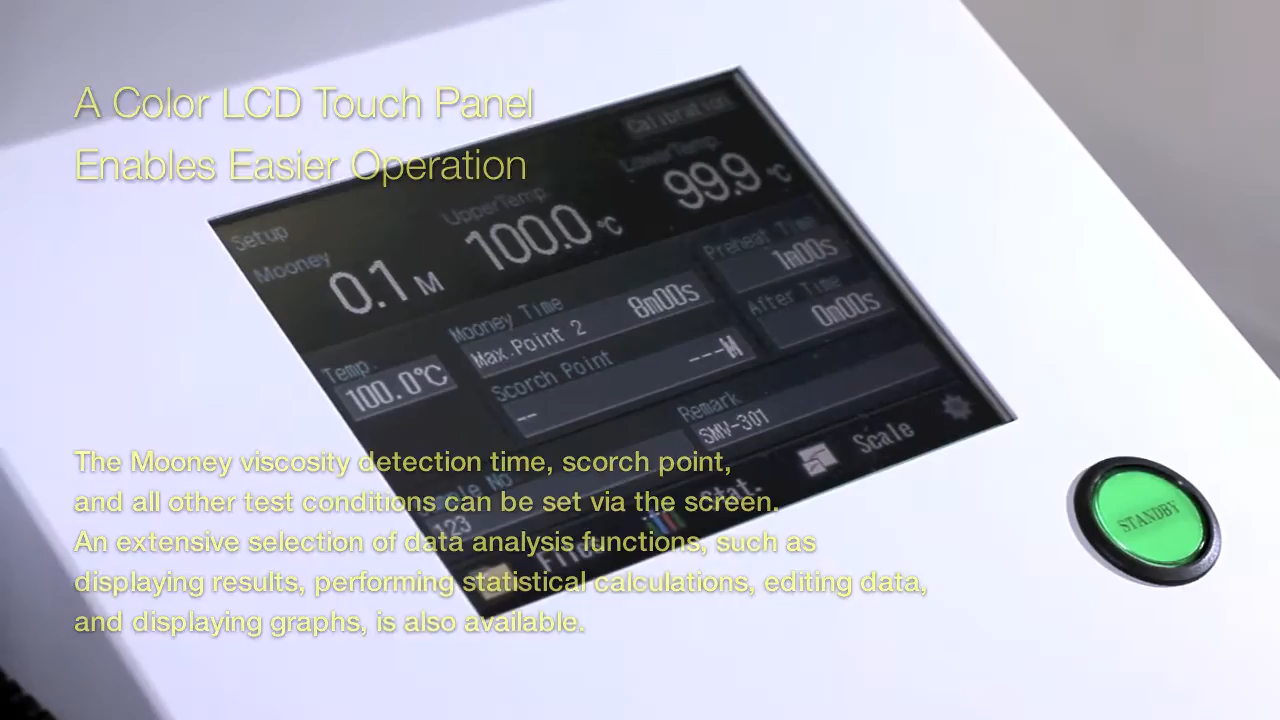 A Color LCD Touch Panel
Enables Easier Operation
Calibration
Setup
Mooney
0.1 M
UpperTemp.
100.0 ℃
LowerTemp.
99.9 ℃
Temp.
100.0℃
Mooney Time
8m00s
Max.Point 2
Scorch Point
---M
--
Preheat Time
1m00s
After Time
0m00s
Remark
SMV-301
Scale
Stat.
123
STANDBY
The Mooney viscosity detection time, scorch point,
and all other test conditions can be set via the screen.
An extensive selection of data analysis functions, such as
displaying results, performing statistical calculations, editing data,
and displaying graphs, is also available.